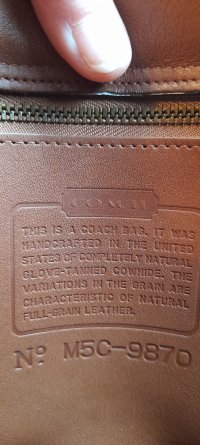 COACH
THIS IS A COACH BAG. IT WAS
HANDCRAFTED IN THE UNITED
STATES OF COMPLETELY NATURAL
GLOVE-TANNED COWHIDE. THE
VARIATIONS IN THE GRAIN ARE
CHARACTERISTIC OF NATURAL
FULL-GRAIN LEATHER.
Nº M5C-9870